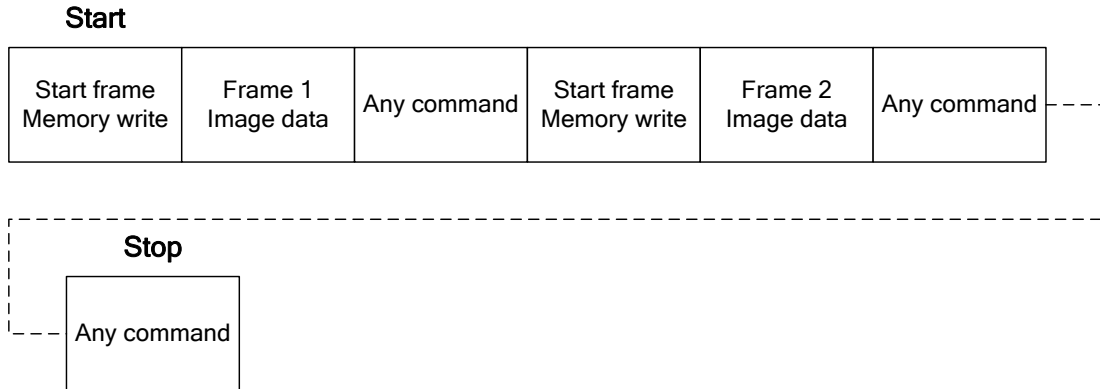 Start
Start frame
Memory write
Frame 1
Image data
Any command
Start frame
Memory write
Frame 2
Image data
Any command
Stop
Any command